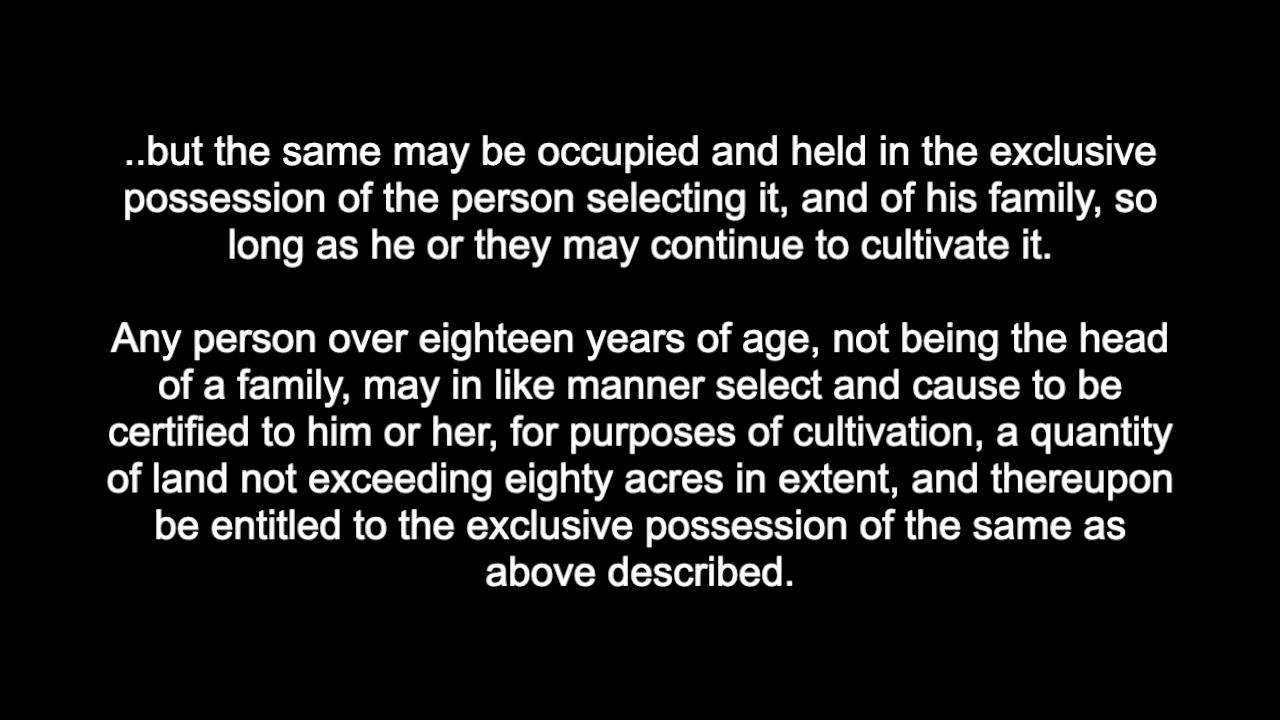 ..but the same may be occupied and held in the exclusive
possession of the person selecting it, and of his family, so
long as he or they may continue to cultivate it.
Any person over eighteen years of age, not being the head
of a family, may in like manner select and cause to be
certified to him or her, for purposes of cultivation, a quantity
of land not exceeding eighty acres in extent, and thereupon
be entitled to the exclusive possession of the same as
above described.